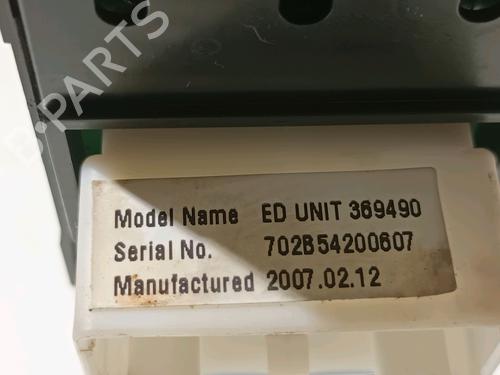 B-PARTS
Model Name ED UNIT 369490
Serial No. 702B54200607
Manufactured 2007.02.12